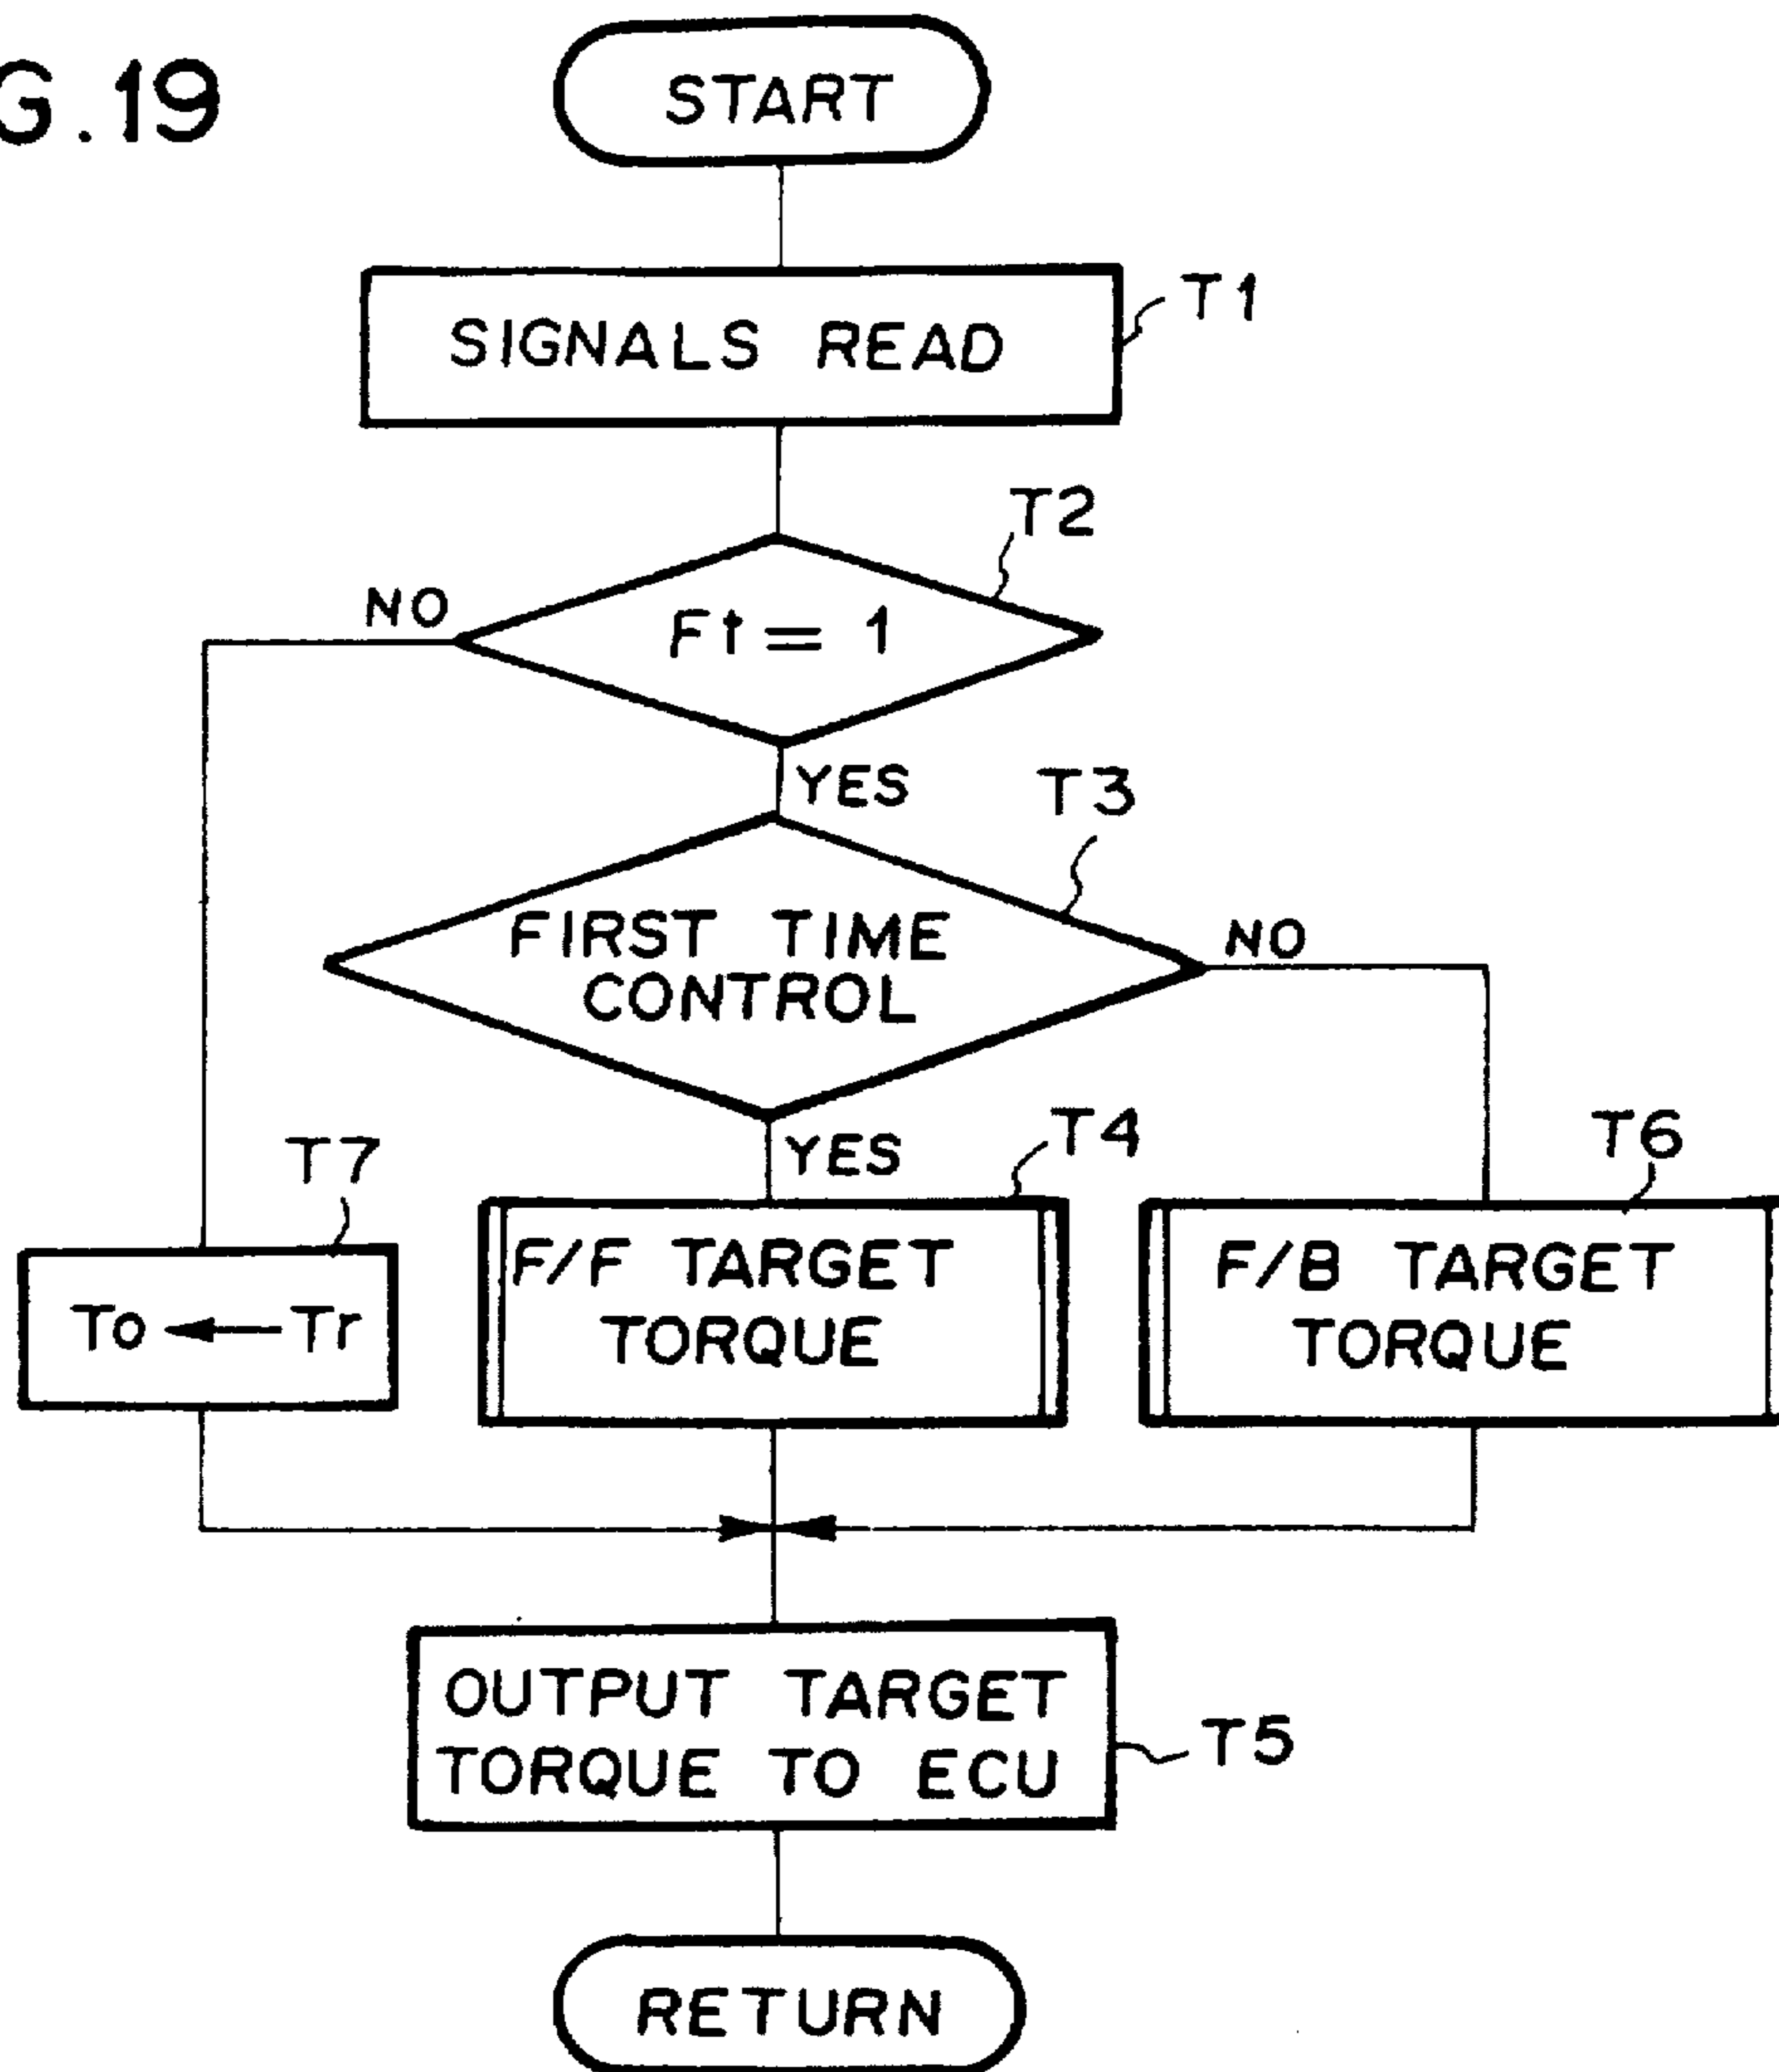 G.19
START
SIGNALS READ
T1
T2
NO
Ft = 1
YES
T3
FIRST TIME
CONTROL
NO
YES
T7
T4
T6
To ← Tr
F/F TARGET
TORQUE
F/B TARGET
TORQUE
OUTPUT TARGET
TORQUE TO ECU
T5
RETURN